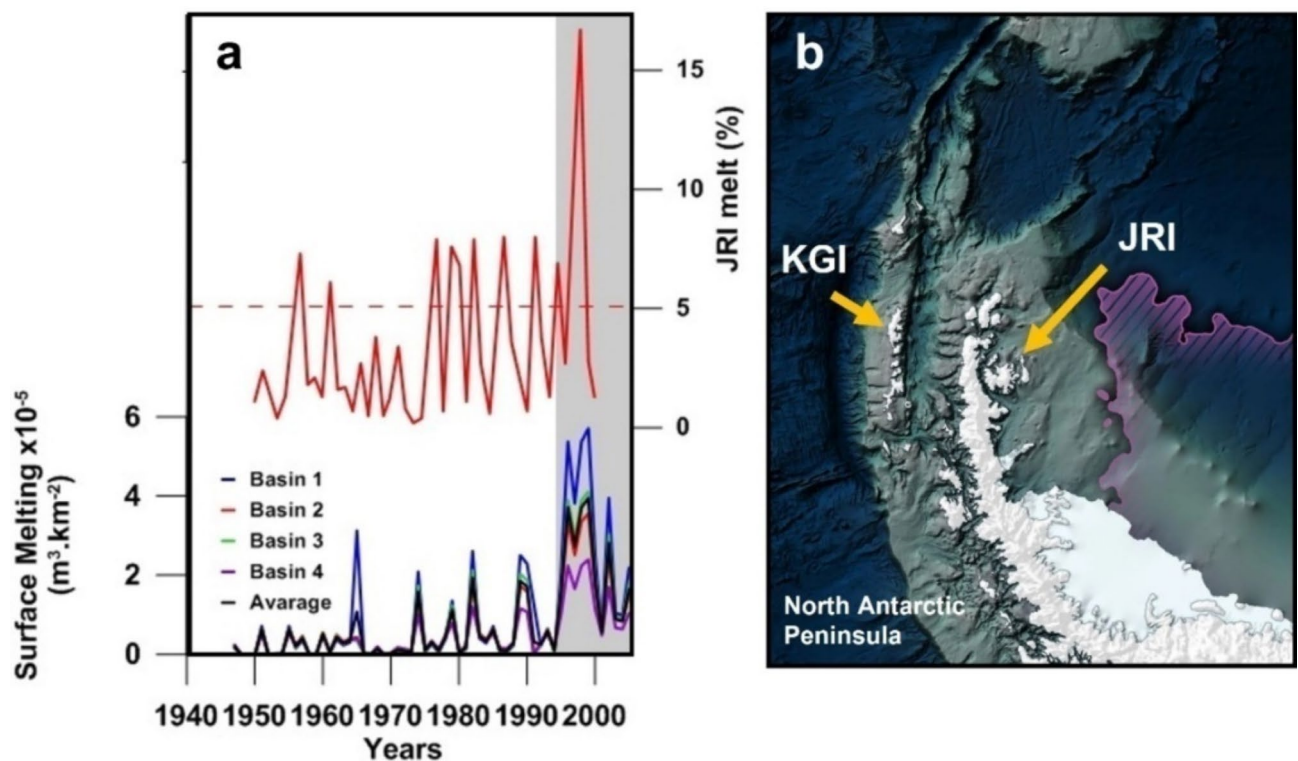 a
15
10
5
0
JRI melt (%)
6
4
2
0
Surface Melting x10⁻⁵
(m³.km⁻²)
Basin 1
Basin 2
Basin 3
Basin 4
Avarage
1940 1950 1960 1970 1980 1990 2000
Years
b
KGI
JRI
North Antarctic
Peninsula